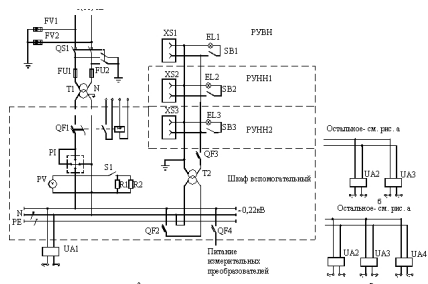 FV1
FV2
QS1
FU1
FU2
T1
N
QF1
PI
PV
S1
R1
R2
N
PE
UA1
XS1
EL1
SB1
РУВН
XS2
EL2
SB2
РУНН1
XS3
EL3
SB3
РУНН2
QF3
T2
Шкаф вспомогательный
~0,22кВ
QF2
QF4
Питание
измерительных
преобразователей
Остальное- см. рис. а
UA2
UA3
б
Остальное- см. рис. а
UA2
UA3
UA4